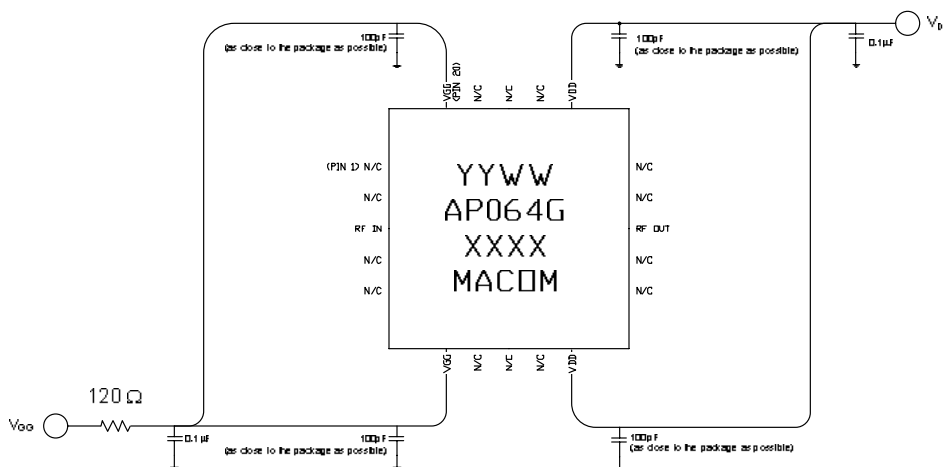 100pF
(as close to the package as possible)
100pF
(as close to the package as possible)
0.1µF
V_D
VGG
(PIN 20)
N/C
N/C
N/C
VDD
(PIN 1) N/C
N/C
RF IN
N/C
N/C
YYWW
AP064G
XXXX
MACOM
N/C
N/C
RF OUT
N/C
N/C
VGG
N/C
N/C
N/C
VDD
120 Ω
V_GG
0.1 µF
100pF
(as close to the package as possible)
100pF
(as close to the package as possible)